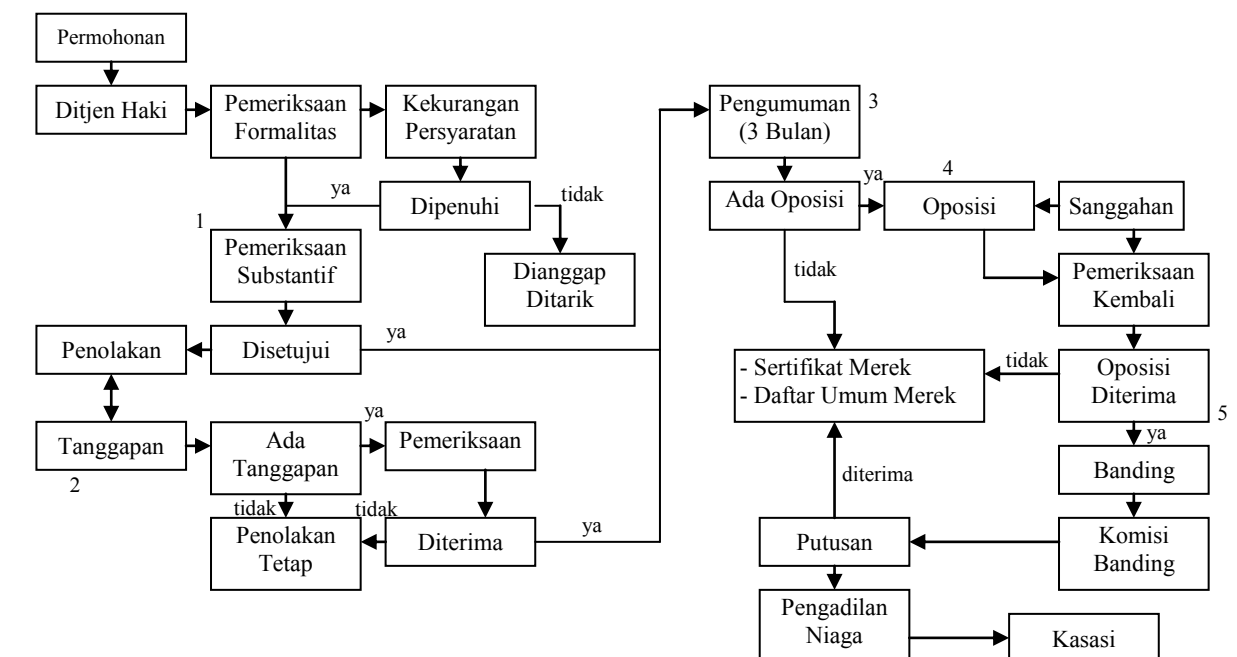 Permohonan
Ditjen Haki
Pemeriksaan
Formalitas
Kekurangan
Persyaratan
ya
Dipenuhi
tidak
1
Pemeriksaan
Substantif
Dianggap
Ditarik
Penolakan
Disetujui
ya
Tanggapan
2
Ada
Tanggapan
ya
Pemeriksaan
tidak
tidak
Penolakan
Tetap
Diterima
ya
Pengumuman
(3 Bulan)
3
Ada Oposisi
ya
4
Oposisi
Sanggahan
tidak
Pemeriksaan
Kembali
- Sertifikat Merek
- Daftar Umum Merek
tidak
Oposisi
Diterima
5
ya
Banding
diterima
Putusan
Komisi
Banding
Pengadilan
Niaga
Kasasi